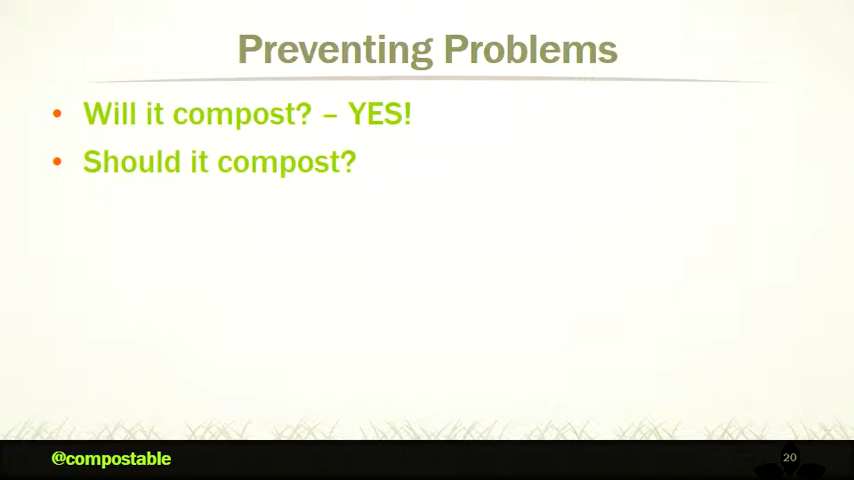 Preventing Problems
• Will it compost? – YES!
• Should it compost?
@compostable
20